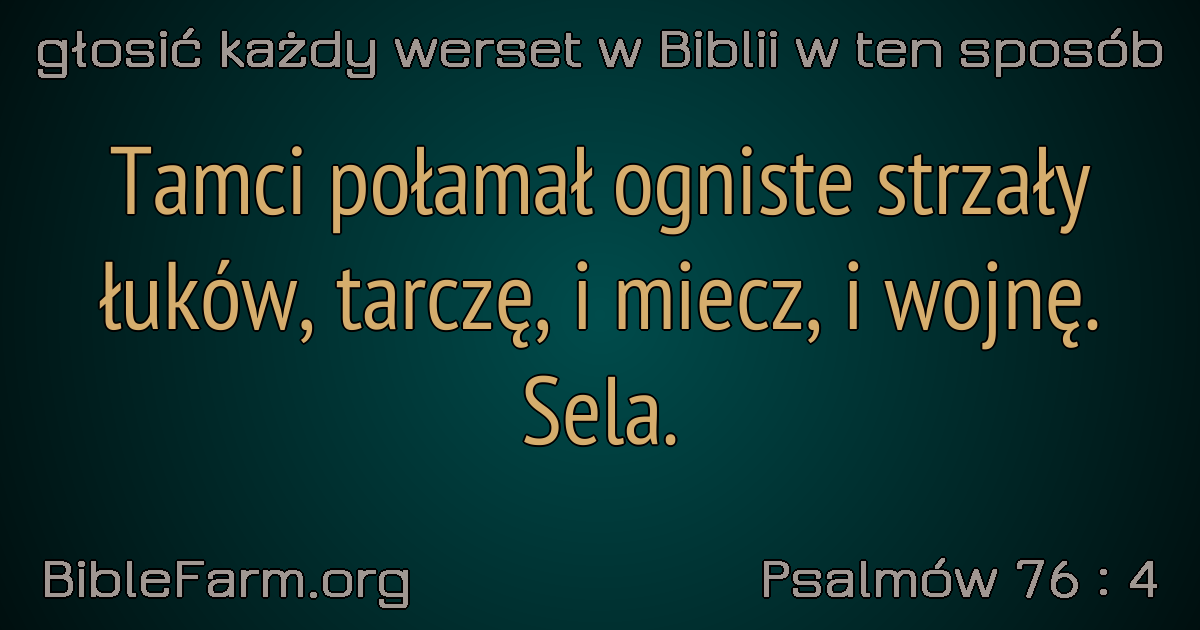 głosić każdy werset w Biblii w ten sposób
Tamci połamał ogniste strzały
łuków, tarczę, i miecz, i wojnę.
Sela.
BibleFarm.org
Psalmów 76 : 4